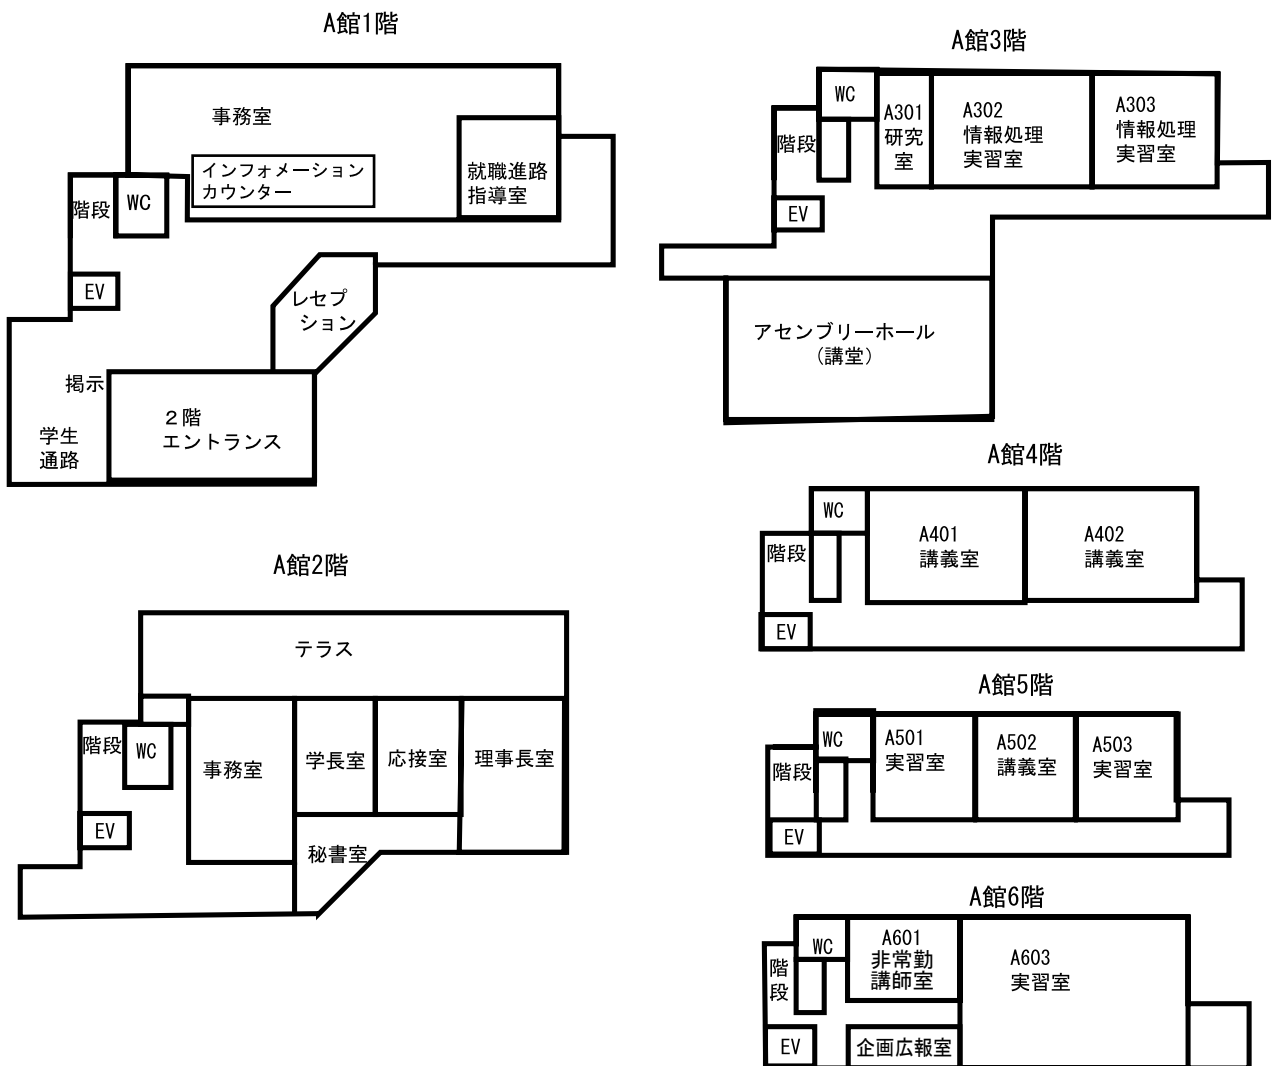 A館1階
事務室
インフォメーション
カウンター
就職進路
指導室
階段
WC
EV
レセプ
ション
掲示
2階
エントランス
学生
通路
A館2階
テラス
階段
WC
事務室
学長室
応接室
理事長室
EV
秘書室
A館3階
WC
階段
A301
研究
室
A302
情報処理
実習室
A303
情報処理
実習室
EV
アセンブリーホール
(講堂)
A館4階
WC
階段
A401
講義室
A402
講義室
EV
A館5階
WC
階段
A501
実習室
A502
講義室
A503
実習室
EV
A館6階
WC
階
段
A601
非常勤
講師室
A603
実習室
EV
企画広報室